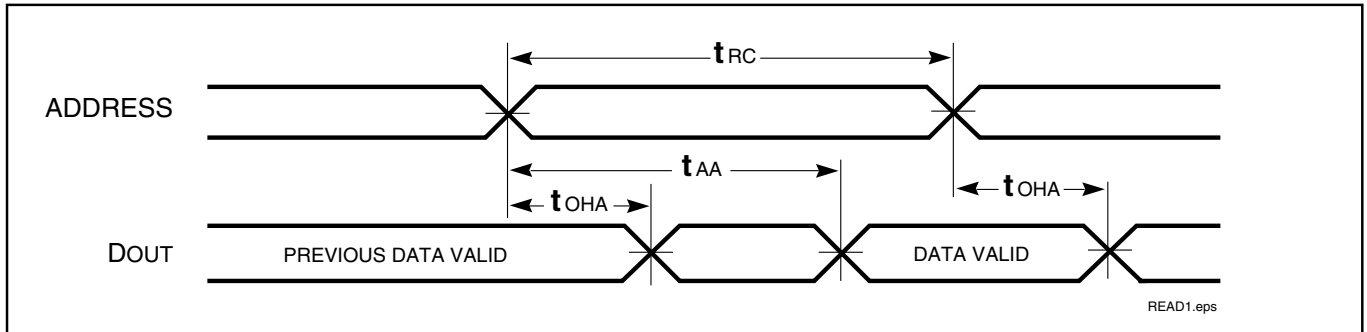 tRC
ADDRESS
tAA
tOHA
tOHA
DOUT
PREVIOUS DATA VALID
DATA VALID
READ1.eps